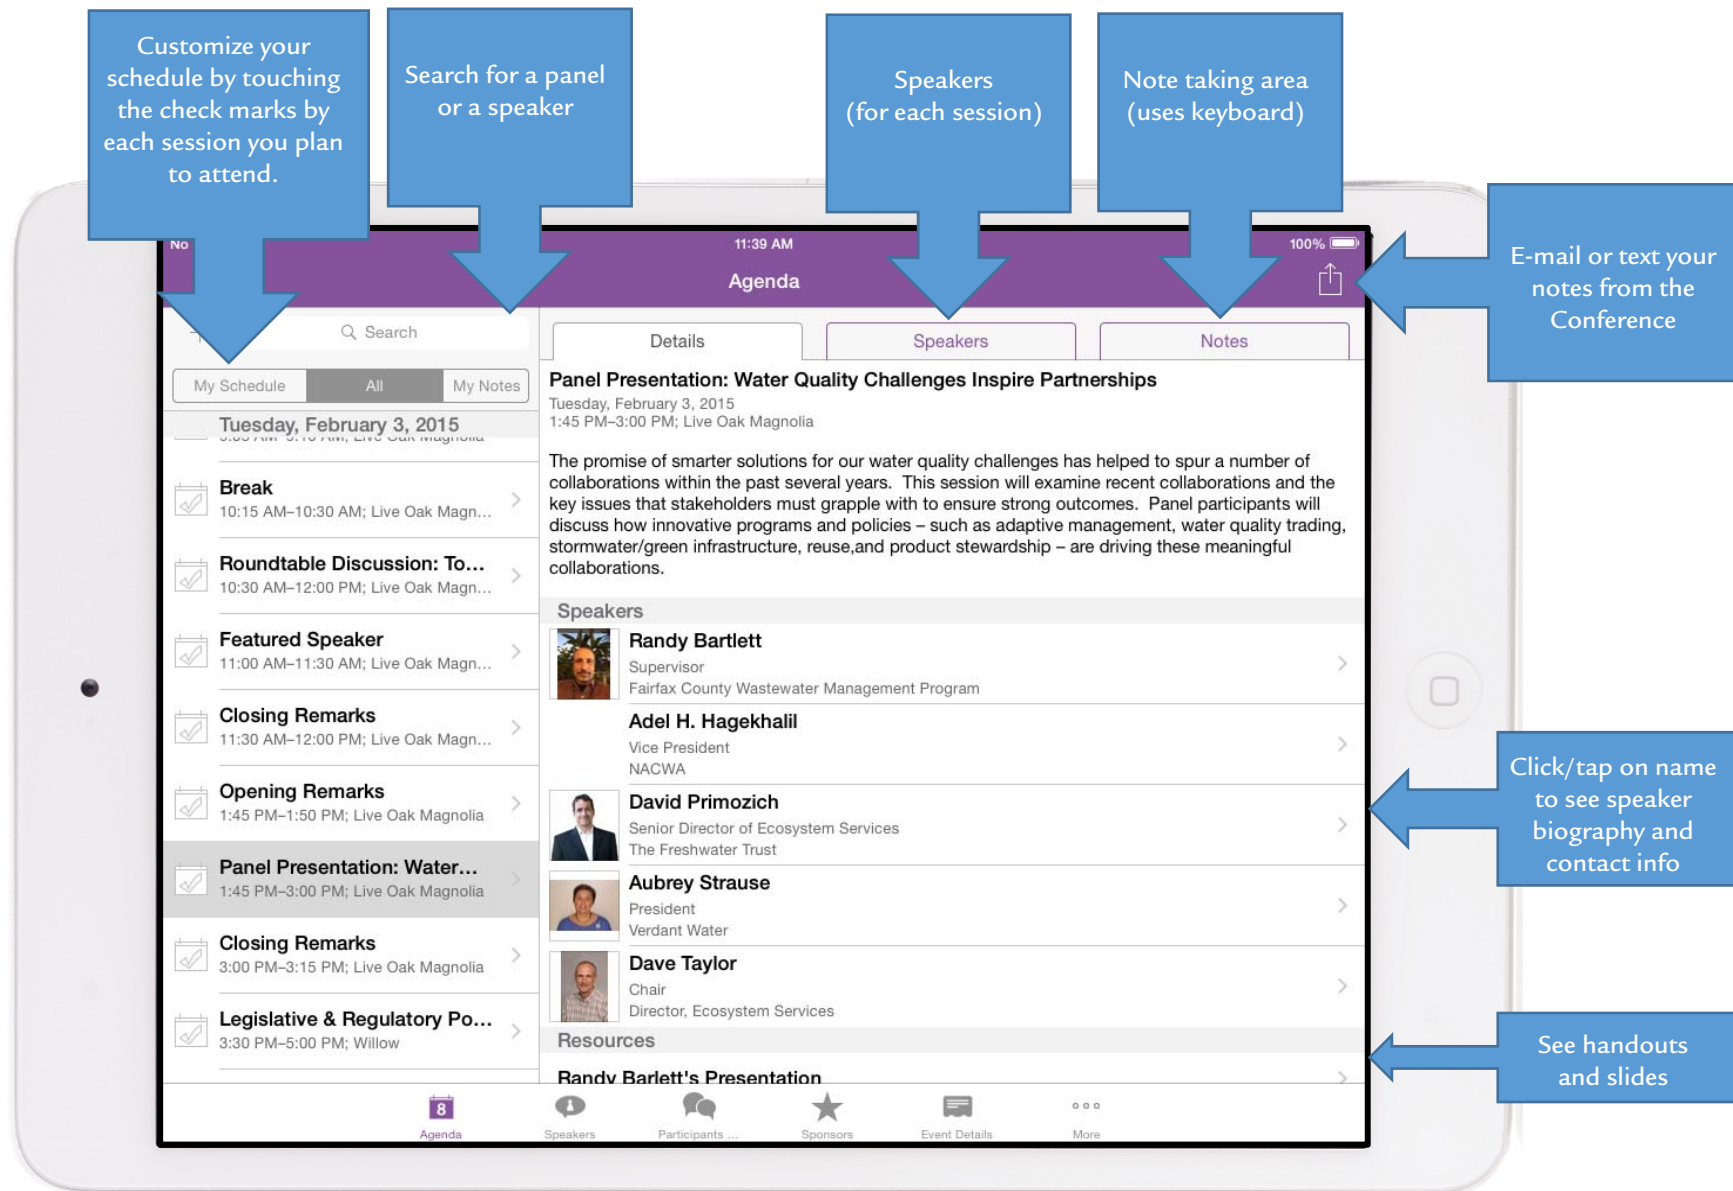 Customize your
schedule by touching
the check marks by
each session you plan
to attend.
Search for a panel
or a speaker
Speakers
(for each session)
Note taking area
(uses keyboard)
E-mail or text your
notes from the
Conference
Click/tap on name
to see speaker
biography and
contact info
See handouts
and slides
No
11:39 AM
100%
Agenda
Search
My Schedule
All
My Notes
Tuesday, February 3, 2015
Break
10:15 AM–10:30 AM; Live Oak Magn...
Roundtable Discussion: To...
10:30 AM–12:00 PM; Live Oak Magn...
Featured Speaker
11:00 AM–11:30 AM; Live Oak Magn...
Closing Remarks
11:30 AM–12:00 PM; Live Oak Magn...
Opening Remarks
1:45 PM–1:50 PM; Live Oak Magnolia
Panel Presentation: Water...
1:45 PM–3:00 PM; Live Oak Magnolia
Closing Remarks
3:00 PM–3:15 PM; Live Oak Magnolia
Legislative & Regulatory Po...
3:30 PM–5:00 PM; Willow
Details
Speakers
Notes
Panel Presentation: Water Quality Challenges Inspire Partnerships
Tuesday, February 3, 2015
1:45 PM–3:00 PM; Live Oak Magnolia
The promise of smarter solutions for our water quality challenges has helped to spur a number of
collaborations within the past several years.  This session will examine recent collaborations and the
key issues that stakeholders must grapple with to ensure strong outcomes.  Panel participants will
discuss how innovative programs and policies – such as adaptive management, water quality trading,
stormwater/green infrastructure, reuse,and product stewardship – are driving these meaningful
collaborations.
Speakers
Randy Bartlett
Supervisor
Fairfax County Wastewater Management Program
Adel H. Hagekhalil
Vice President
NACWA
David Primozich
Senior Director of Ecosystem Services
The Freshwater Trust
Aubrey Strause
President
Verdant Water
Dave Taylor
Chair
Director, Ecosystem Services
Resources
Randy Barlett's Presentation
8
Agenda
Speakers
Participants ...
Sponsors
Event Details
More